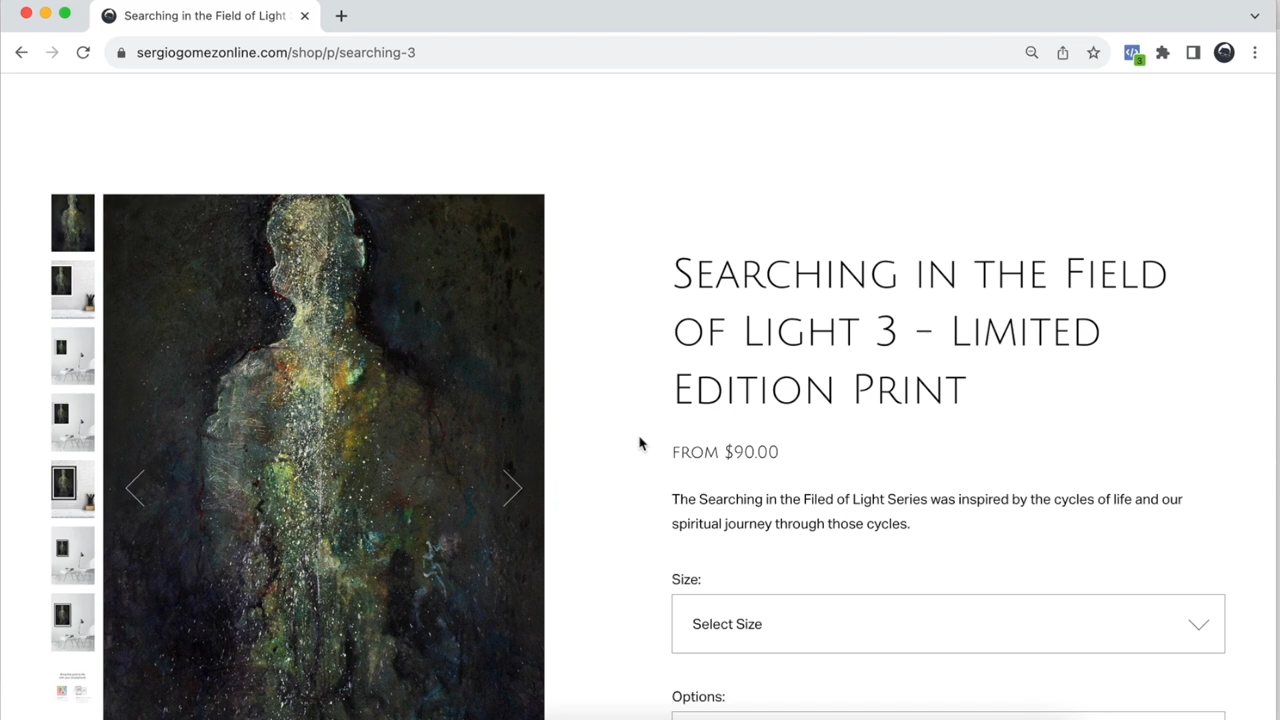 Searching in the Field of Light
sergiogomezonline.com/shop/p/searching-3
3
Searching in the Field
of Light 3 – Limited
Edition Print
from $90.00
The Searching in the Filed of Light Series was inspired by the cycles of life and our
spiritual journey through those cycles.
Size:
Select Size
Options: